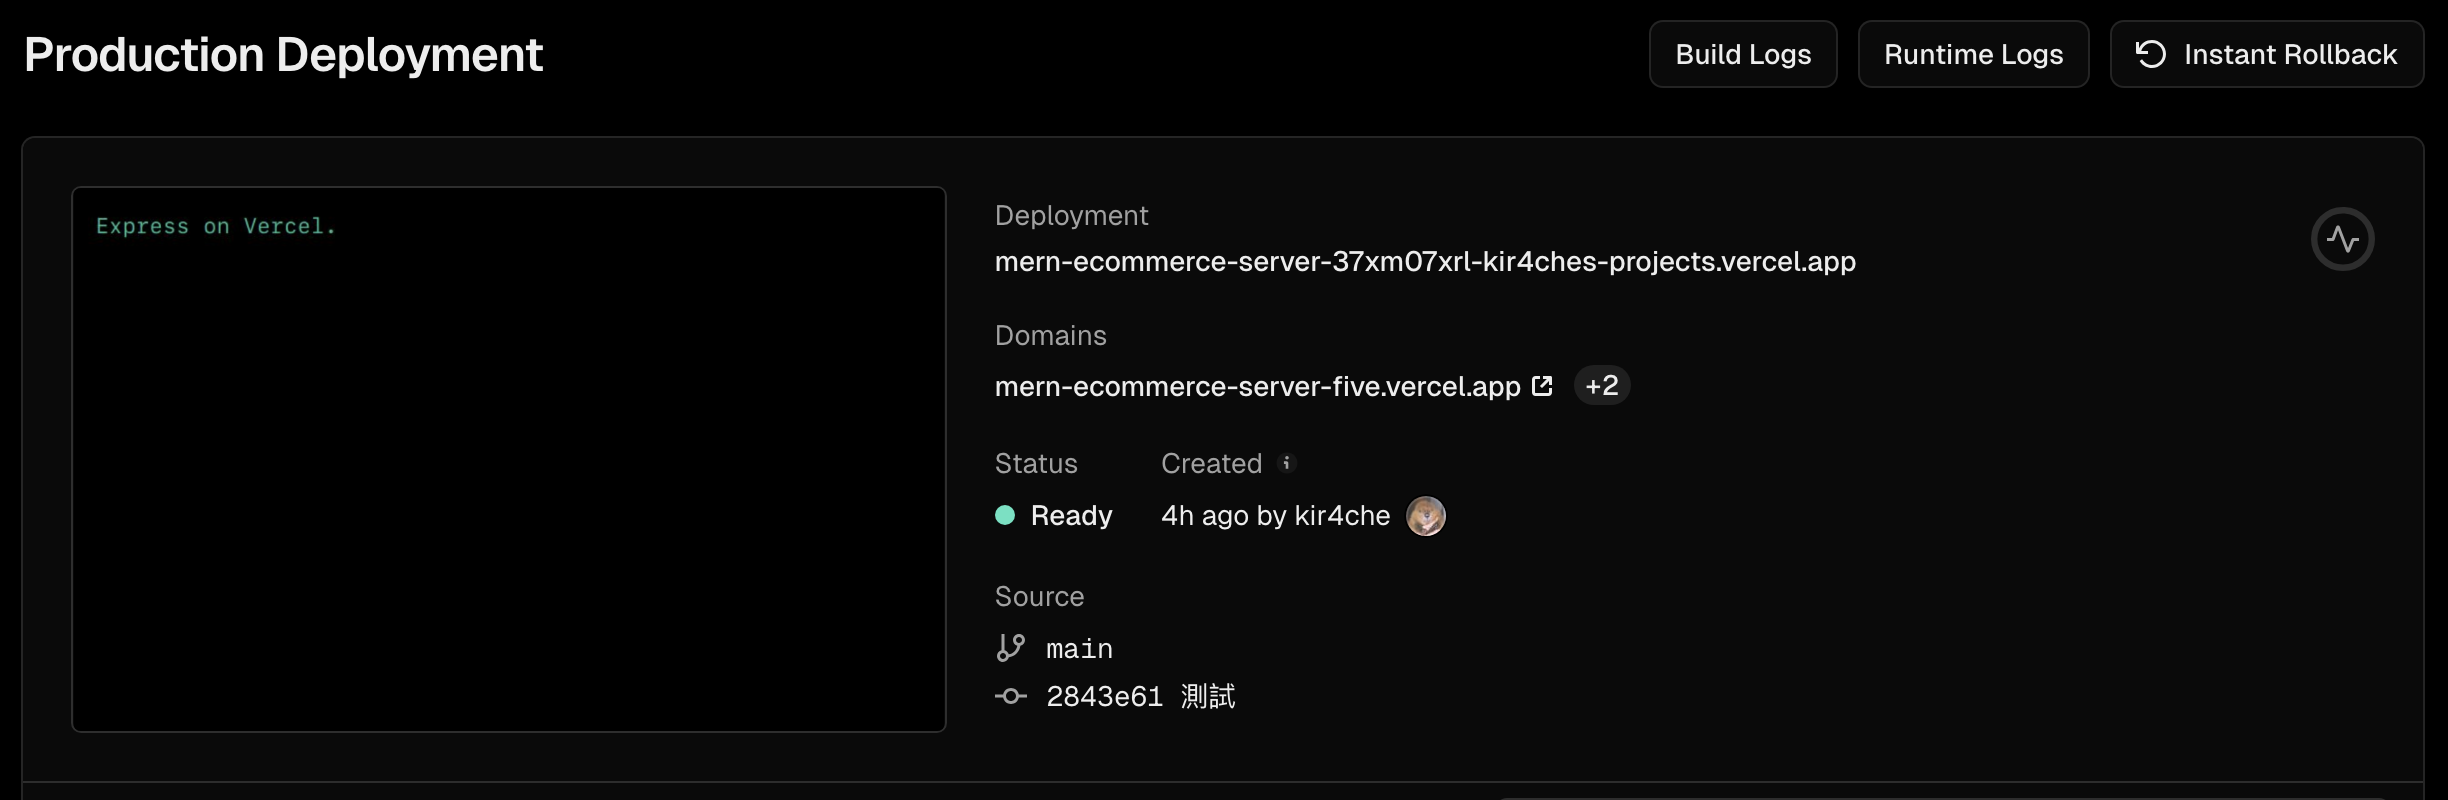 Production Deployment
Build Logs
Runtime Logs
Instant Rollback
Express on Vercel.
Deployment
mern-ecommerce-server-37xm07xrl-kir4ches-projects.vercel.app
Domains
mern-ecommerce-server-five.vercel.app +2
Status Created
Ready 4h ago by kir4che
Source
main
2843e61 測試